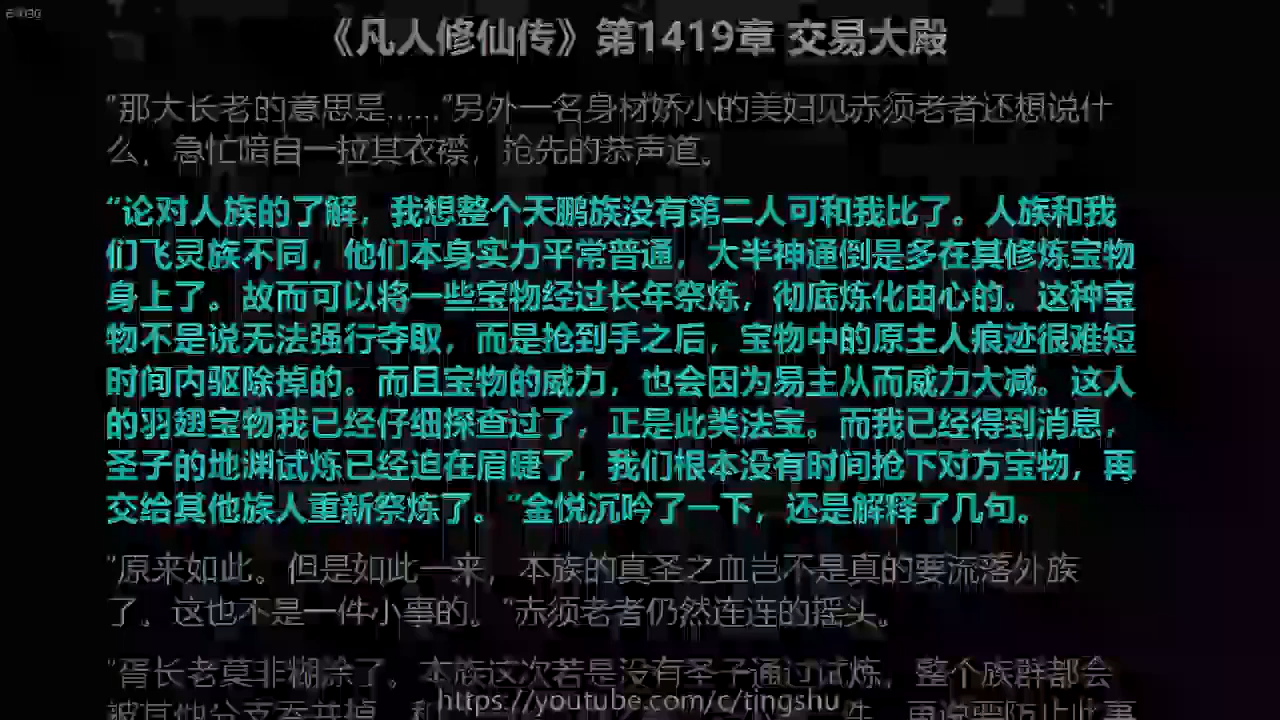 《凡人修仙传》第1419章 交易大殿
“那大长老的意思是……”另外一名身材娇小的美妇见赤须老者还想说什
么，急忙暗自一拉其衣襟，抢先的恭声道。
“论对人族的了解，我想整个天鹏族没有第二人可和我比了。人族和我
们飞灵族不同，他们本身实力平常普通，大半神通倒是多在其修炼宝物
身上了。故而可以将一些宝物经过长年祭炼，彻底炼化由心的。这种宝
物不是说无法强行夺取，而是抢到手之后，宝物中的原主人痕迹很难短
时间内驱除掉的。而且宝物的威力，也会因为易主从而威力大减。这人
的羽翅宝物我已经仔细探查过了，正是此类法宝。而我已经得到消息，
圣子的地渊试炼已经迫在眉睫了，我们根本没有时间抢下对方宝物，再
交给其他族人重新祭炼了。”金悦沉吟了一下，还是解释了几句。
“原来如此。但是如此一来，本族的真圣之血岂不是真的要流落外族
了。这也不是一件小事的。”赤须老者仍然连连的摇头。
“胥长老莫非糊涂了。本族这次若是没有圣子通过试炼，整个族群都会
被其他分支吞并掉
https://youtube.com/c/tingshu